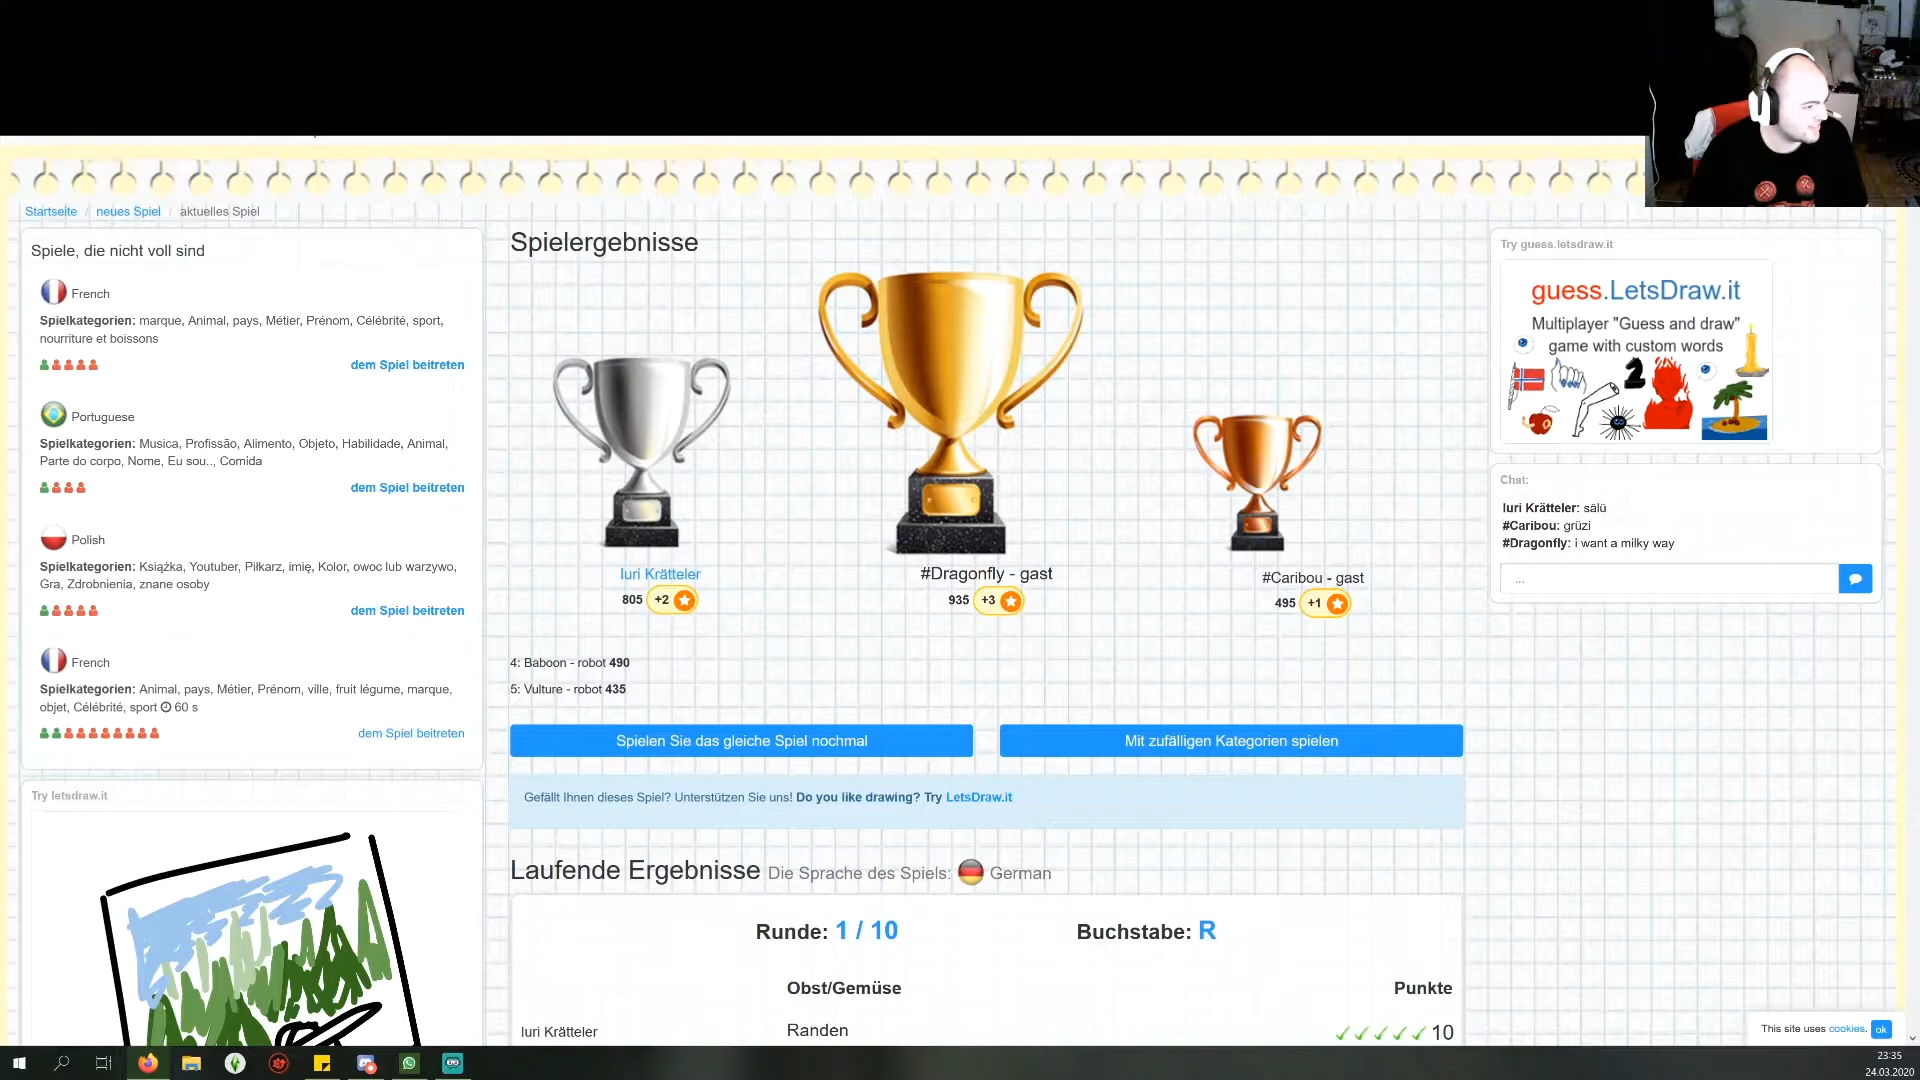 Startseite / neues Spiel / aktuelles Spiel
Spiele, die nicht voll sind
French
Spielkategorien: marque, Animal, pays, Métier, Prénom, Célébrité, sport,
nourriture et boissons
dem Spiel beitreten
Portuguese
Spielkategorien: Musica, Profissão, Alimento, Objeto, Habilidade, Animal,
Parte do corpo, Nome, Eu sou.., Comida
dem Spiel beitreten
Polish
Spielkategorien: Książka, Youtuber, Piłkarz, imię, Kolor, owoc lub warzywo,
Gra, Zdrobnienia, znane osoby
dem Spiel beitreten
French
Spielkategorien: Animal, pays, Métier, Prénom, ville, fruit légume, marque,
objet, Célébrité, sport 60 s
dem Spiel beitreten
Try letsdraw.it
Spielergebnisse
Iuri Krätteler
805 +2
#Dragonfly - gast
935 +3
#Caribou - gast
495 +1
4: Baboon - robot 490
5: Vulture - robot 435
Spielen Sie das gleiche Spiel nochmal
Mit zufälligen Kategorien spielen
Gefällt Ihnen dieses Spiel? Unterstützen Sie uns! Do you like drawing? Try LetsDraw.it
Laufende Ergebnisse Die Sprache des Spiels: German
Runde: 1 / 10
Buchstabe: R
Obst/Gemüse
Punkte
Iuri Krätteler
Randen
10
Try guess.letsdraw.it
guess.LetsDraw.it
Multiplayer "Guess and draw"
game with custom words
Chat:
Iuri Krätteler: sälü
#Caribou: grüzi
#Dragonfly: i want a milky way
...
This site uses cookies. ok
23:35
24.03.2020